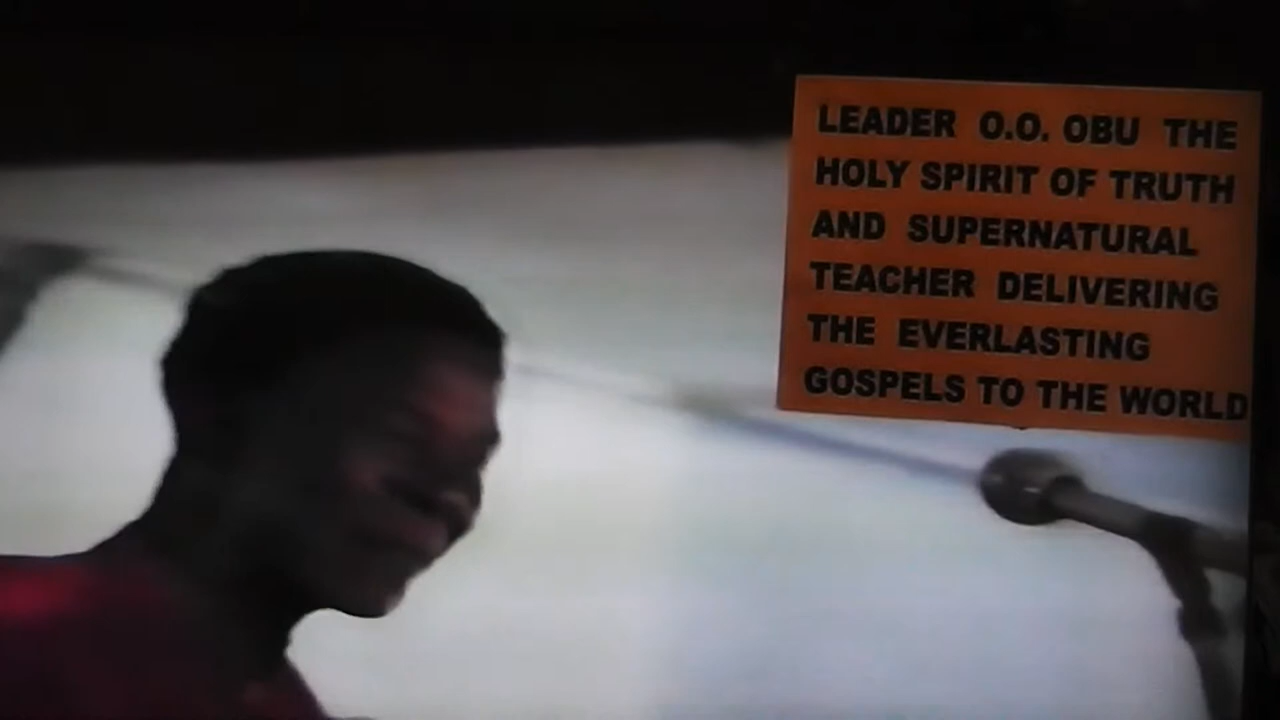 LEADER O.O. OBU THE
HOLY SPIRIT OF TRUTH
AND SUPERNATURAL
TEACHER DELIVERING
THE EVERLASTING
GOSPELS TO THE WORLD